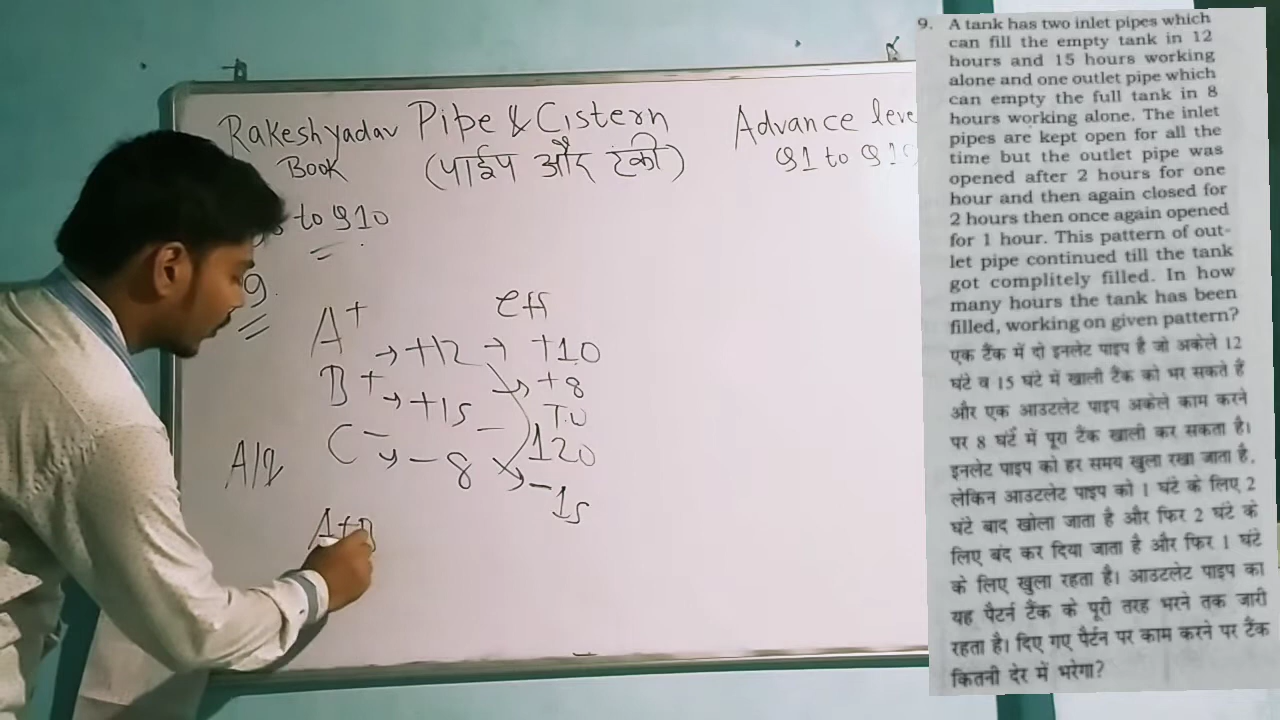 Rakesh yadav Pipe & Cistern Advance leve
Book (पाईप और टंकी) Q1 to Q1
to Q10
9.
eff
A+ → +12 → +10
B+ → +15 → +8
T.U
120
C- → -8 → -15
A/q
A+B
9. A tank has two inlet pipes which
can fill the empty tank in 12
hours and 15 hours working
alone and one outlet pipe which
can empty the full tank in 8
hours working alone. The inlet
pipes are kept open for all the
time but the outlet pipe was
opened after 2 hours for one
hour and then again closed for
2 hours then once again opened
for 1 hour. This pattern of out-
let pipe continued till the tank
got complitely filled. In how
many hours the tank has been
filled, working on given pattern?
एक टैंक में दो इनलेट पाइप है जो अकेले 12
घंटे व 15 घंटे में खाली टैंक को भर सकते हैं
और एक आउटलेट पाइप अकेले काम करने
पर 8 घंटें में पूरा टैंक खाली कर सकता है।
इनलेट पाइप को हर समय खुला रखा जाता है,
लेकिन आउटलेट पाइप को 1 घंटे के लिए 2
घंटे बाद खोला जाता है और फिर 2 घंटे के
लिए बंद कर दिया जाता है और फिर 1 घंटे
के लिए खुला रहता है। आउटलेट पाइप का
यह पैटर्न टैंक के पूरी तरह भरने तक जारी
रहता है। दिए गए पैर्टन पर काम करने पर टैंक
कितनी देर में भरेगा?